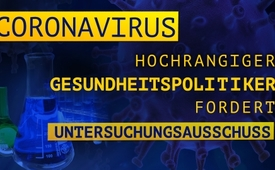 CORONAVIRUS
HOCHRANGIGER
GESUNDHEITSPOLITIKER
FORDERT
UNTERSUCHUNGSAUSSCHUSS